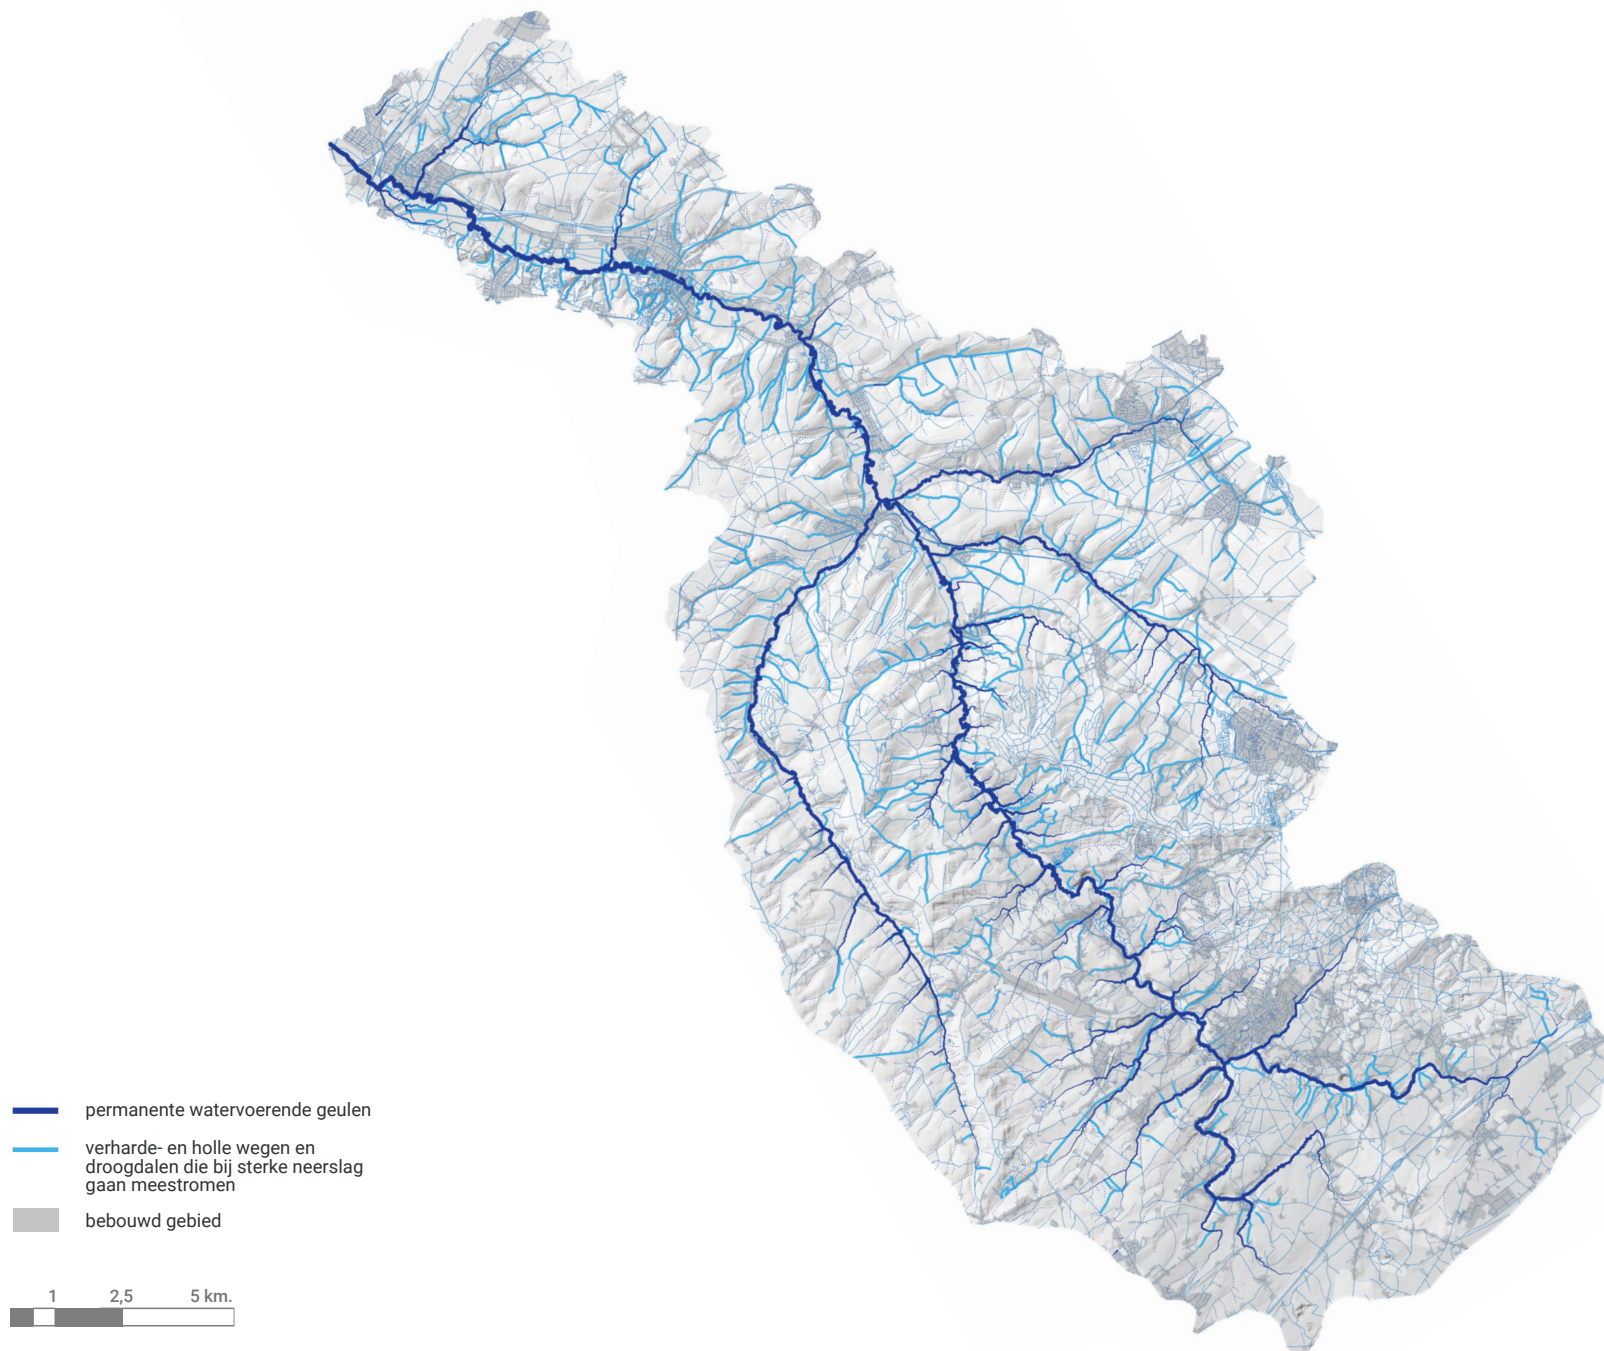 permanente watervoerende geulen
verharde- en holle wegen en
droogdalen die bij sterke neerslag
gaan meestromen
bebouwd gebied
1 2,5 5 km.